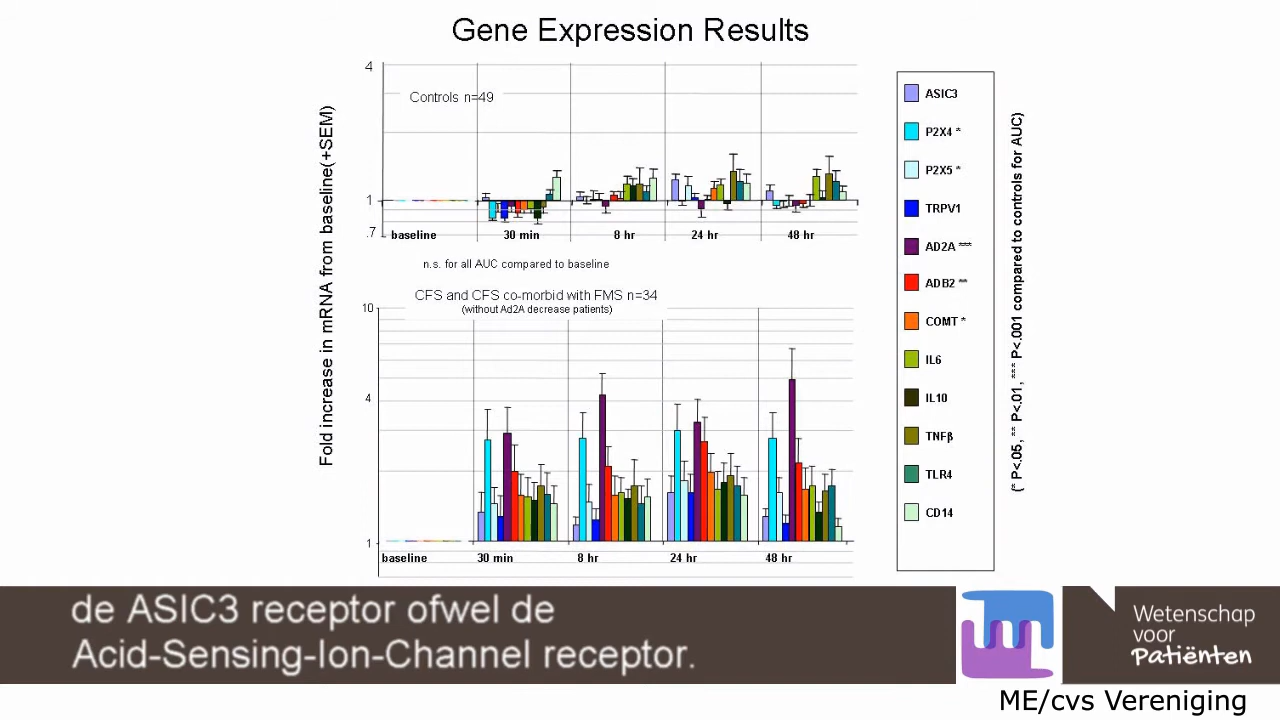 Gene Expression Results
Fold increase in mRNA from baseline(+SEM)
4
Controls n=49
1
.7
baseline
30 min
8 hr
24 hr
48 hr
n.s. for all AUC compared to baseline
CFS and CFS co-morbid with FMS n=34
(without Ad2A decrease patients)
10
4
1
baseline
30 min
8 hr
24 hr
48 hr
ASIC3
P2X4 *
P2X5 *
TRPV1
AD2A ***
ADB2 **
COMT *
IL6
IL10
TNFβ
TLR4
CD14
(* P<.05, ** P<.01, *** P<.001 compared to controls for AUC)
de ASIC3 receptor ofwel de
Acid-Sensing-Ion-Channel receptor.
Wetenschap
voor
Patiënten
ME/cvs Vereniging